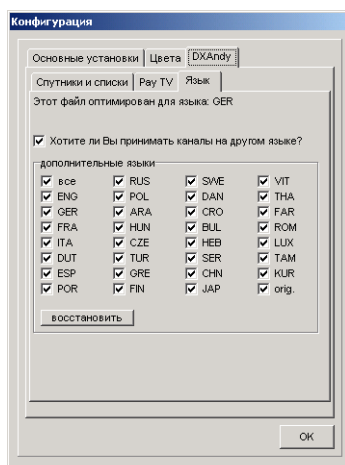 Конфигурация
Основные установки Цвета DXAndy
Спутники и списки Pay TV Язык
Этот файл оптимирован для языка: GER
Хотите ли Вы принимать каналы на другом языке?
дополнительные языки
все RUS SWE VIT
ENG POL DAN THA
GER ARA CRO FAR
FRA HUN BUL ROM
ITA CZE HEB LUX
DUT TUR SER TAM
ESP GRE CHN KUR
POR FIN JAP orig.
восстановить
OK